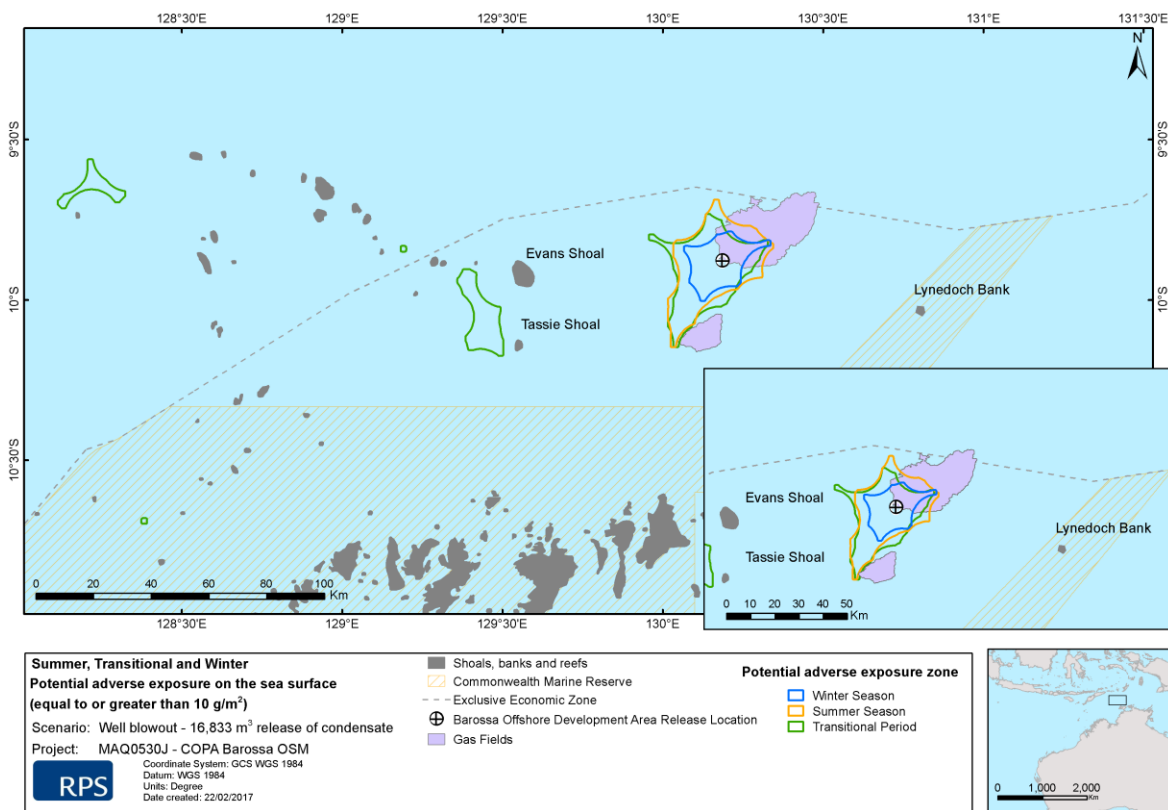 128°30'E 129°E 129°30'E 130°E 130°30'E 131°E 131°30'E
N
9°30'S 9°30'S
Evans Shoal
10°S 10°S
Lynedoch Bank
Tassie Shoal
10°30'S
Evans Shoal
Lynedoch Bank
Tassie Shoal
0 20 40 60 80 100
Km
0 10 20 30 40 50
Km
128°30'E 129°E 129°30'E 130°E
Summer, Transitional and Winter
Potential adverse exposure on the sea surface
(equal to or greater than 10 g/m²)
Scenario: Well blowout - 16,833 m³ release of condensate
Project: MAQ0530J - COPA Barossa OSM
RPS
Coordinate System: GCS WGS 1984
Datum: WGS 1984
Units: Degree
Date created: 22/02/2017
Shoals, banks and reefs
Commonwealth Marine Reserve
Exclusive Economic Zone
Barossa Offshore Development Area Release Location
Gas Fields
Potential adverse exposure zone
Winter Season
Summer Season
Transitional Period
0 1,000 2,000
Km